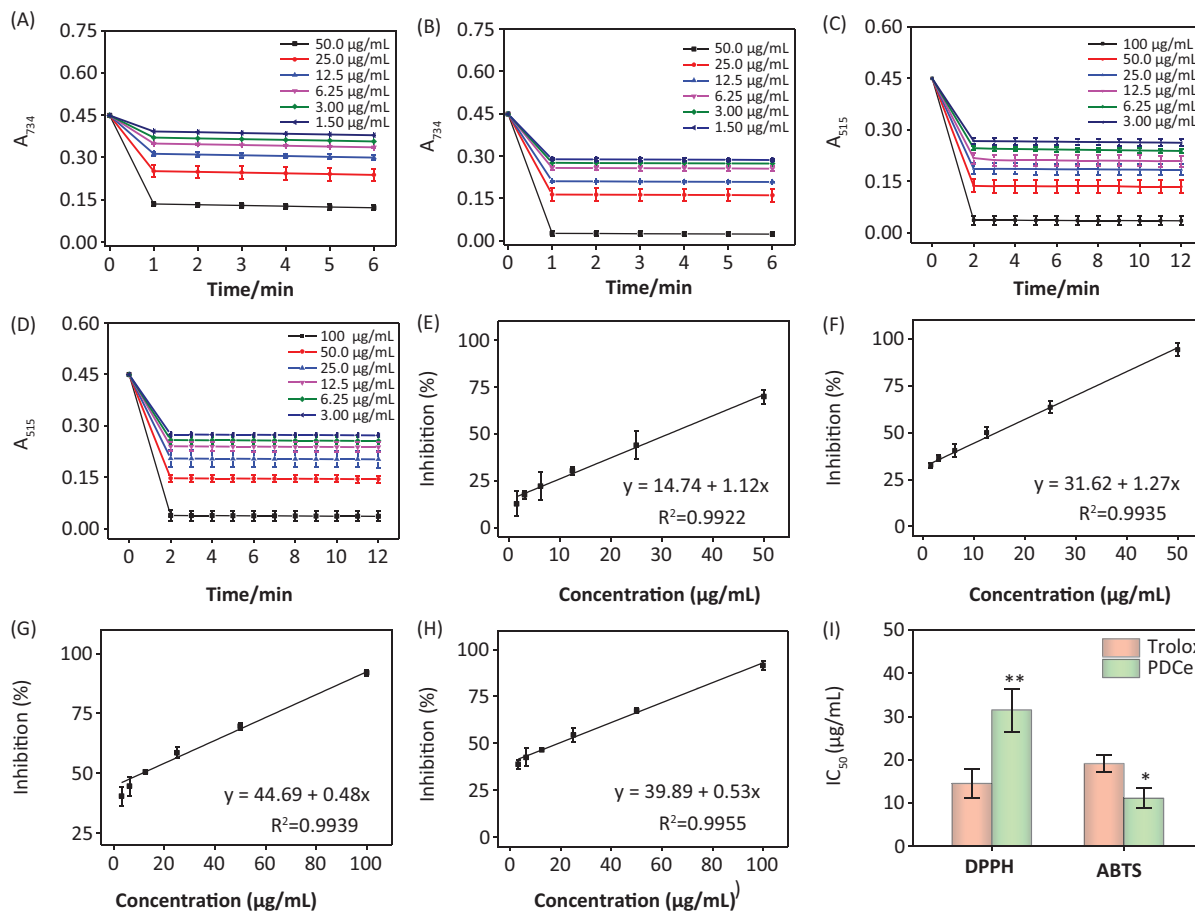 (A)
0.75
0.60
0.45
0.30
0.15
0.00
A734
50.0 µg/mL
25.0 µg/mL
12.5 µg/mL
6.25 µg/mL
3.00 µg/mL
1.50 µg/mL
0 1 2 3 4 5 6
Time/min
(B)
0.75
0.60
0.45
0.30
0.15
0.00
A734
50.0 µg/mL
25.0 µg/mL
12.5 µg/mL
6.25 µg/mL
3.00 µg/mL
1.50 µg/mL
0 1 2 3 4 5 6
Time/min
(C)
0.60
0.45
0.30
0.15
0.00
A515
100 µg/mL
50.0 µg/mL
25.0 µg/mL
12.5 µg/mL
6.25 µg/mL
3.00 µg/mL
0 2 4 6 8 10 12
Time/min
(D)
0.60
0.45
0.30
0.15
0.00
A515
100 µg/mL
50.0 µg/mL
25.0 µg/mL
12.5 µg/mL
6.25 µg/mL
3.00 µg/mL
0 2 4 6 8 10 12
Time/min
(E)
100
75
50
25
0
Inhibition (%)
y = 14.74 + 1.12x
R²=0.9922
0 10 20 30 40 50
Concentration (µg/mL)
(F)
100
75
50
25
0
Inhibition (%)
y = 31.62 + 1.27x
R²=0.9935
0 10 20 30 40 50
Concentration (µg/mL)
(G)
100
75
50
25
Inhibition (%)
y = 44.69 + 0.48x
R²=0.9939
0 20 40 60 80 100
Concentration (µg/mL)
(H)
100
75
50
25
0
Inhibition (%)
y = 39.89 + 0.53x
R²=0.9955
0 20 40 60 80 100
Concentration (µg/mL))
(I)
50
40
30
20
10
0
IC50 (µg/mL)
Trolox
PDCe
**
*
DPPH ABTS